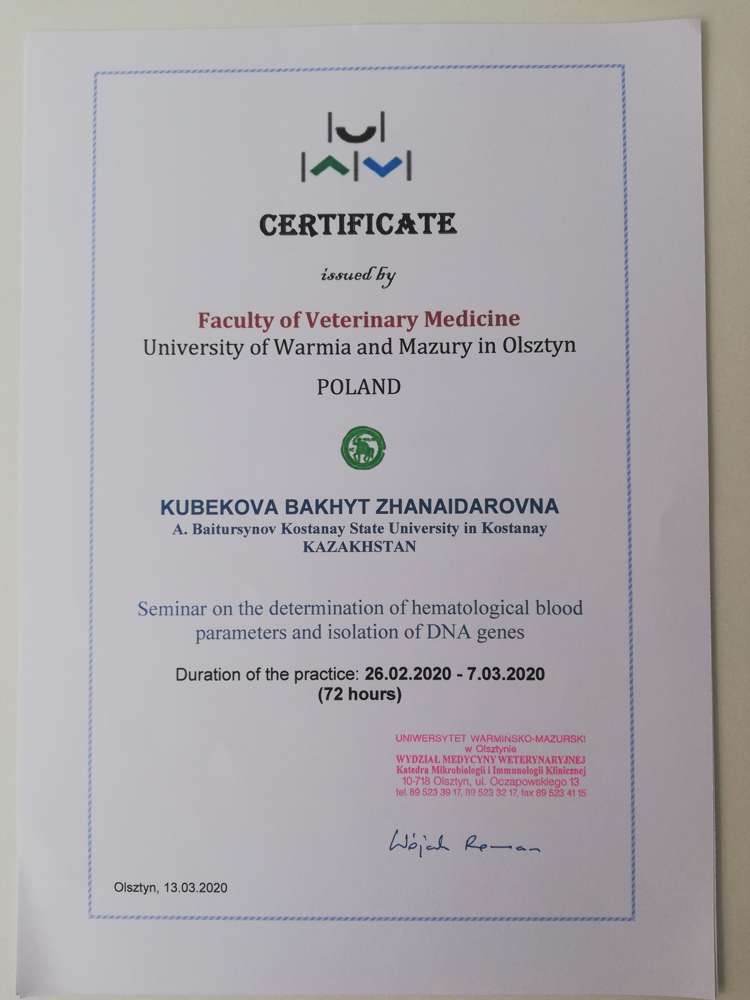 CERTIFICATE
issued by
Faculty of Veterinary Medicine
University of Warmia and Mazury in Olsztyn
POLAND
KUBEKOVA BAKHYT ZHANAIDAROVNA
A. Baitursynov Kostanay State University in Kostanay
KAZAKHSTAN
Seminar on the determination of hematological blood
parameters and isolation of DNA genes
Duration of the practice: 26.02.2020 - 7.03.2020
(72 hours)
UNIWERSYTET WARMIŃSKO-MAZURSKI
w Olsztynie
WYDZIAŁ MEDYCYNY WETERYNARYJNEJ
Katedra Mikrobiologii i Immunologii Klinicznej
10-718 Olsztyn, ul. Oczapowskiego 13
tel. 89 523 39 17, 89 523 32 17, fax 89 523 41 15
Wójcik Roman
Olsztyn, 13.03.2020